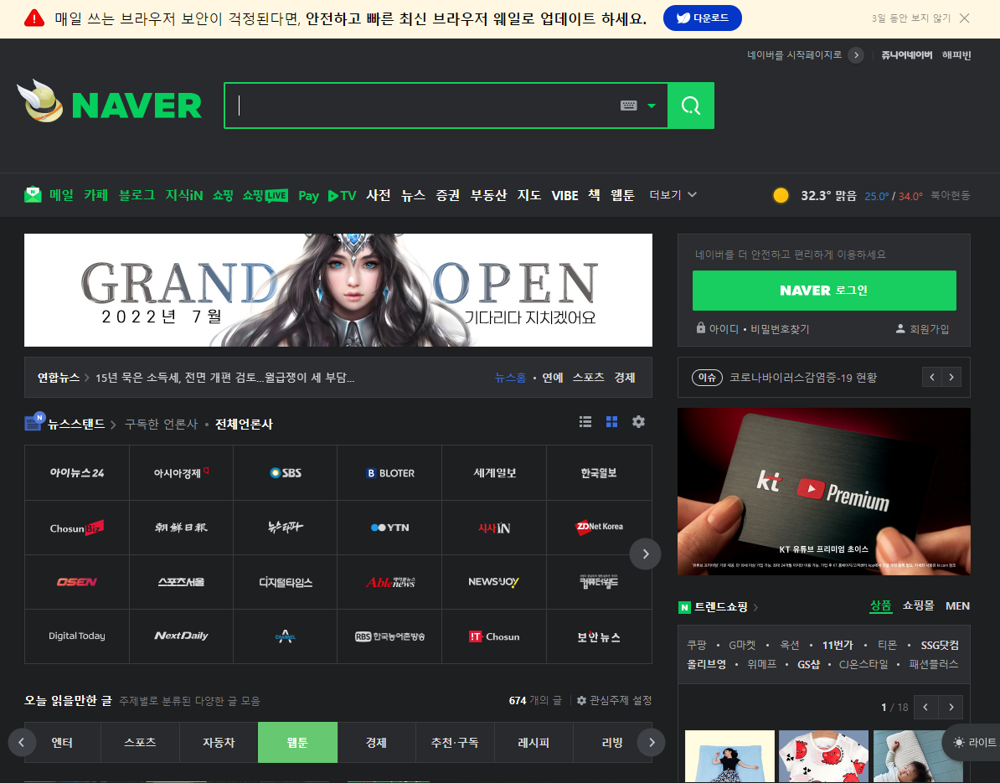 매일 쓰는 브라우저 보안이 걱정된다면, 안전하고 빠른 최신 브라우저 웨일로 업데이트 하세요. 다운로드 3일 동안 보지 않기
네이버를 시작페이지로 쥬니어네이버 해피빈
NAVER
메일 카페 블로그 지식iN 쇼핑 쇼핑LIVE Pay TV 사전 뉴스 증권 부동산 지도 VIBE 책 웹툰 더보기 32.3° 맑음 25.0° / 34.0° 북아현동
GRAND OPEN
2022년 7월 기다리다 지치겠어요
네이버를 더 안전하고 편리하게 이용하세요
NAVER 로그인
아이디 • 비밀번호찾기 회원가입
연합뉴스 15년 묵은 소득세, 전면 개편 검토...월급쟁이 세 부담... 뉴스홈 • 연예 스포츠 경제
이슈 코로나바이러스감염증-19 현황
뉴스스탠드 구독한 언론사 • 전체언론사
아이뉴스24 아시아경제 SBS BLOTER 세계일보 한국일보
ChosunBiz 朝鮮日報 뉴스타파 YTN 시사IN ZDNet Korea
OSEN 스포츠서울 디지털타임스 Ablenews 에이블뉴스 NEWSNJOY 컴퓨터월드
Digital Today NextDaily CHANNEL A RBS 한국농어촌방송 IT Chosun 보안뉴스
kt Premium
KT 유튜브 프리미엄 초이스
트렌드쇼핑 상품 쇼핑몰 MEN
쿠팡 • G마켓 • 옥션 • 11번가 • 티몬 • SSG닷컴
올리브영 • 위메프 • GS샵 • CJ온스타일 • 패션플러스
1 / 18
오늘 읽을만한 글 주제별로 분류된 다양한 글 모음 674 개의 글 관심주제 설정
엔터 스포츠 자동차 웹툰 경제 추천·구독 레시피 리빙
라이트